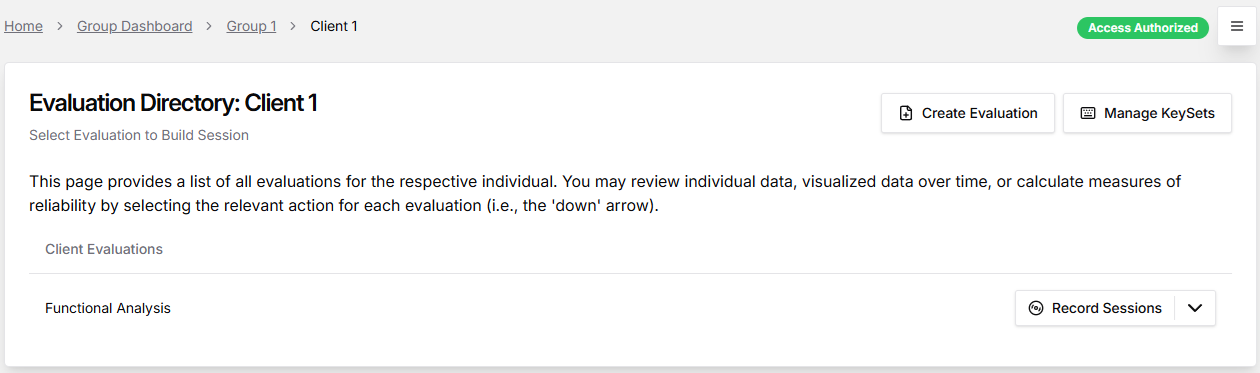 Home > Group Dashboard > Group 1 > Client 1
Access Authorized
Evaluation Directory: Client 1
Select Evaluation to Build Session
Create Evaluation
Manage KeySets
This page provides a list of all evaluations for the respective individual. You may review individual data, visualized data over time, or calculate measures of
reliability by selecting the relevant action for each evaluation (i.e., the 'down' arrow).
Client Evaluations
Functional Analysis
Record Sessions